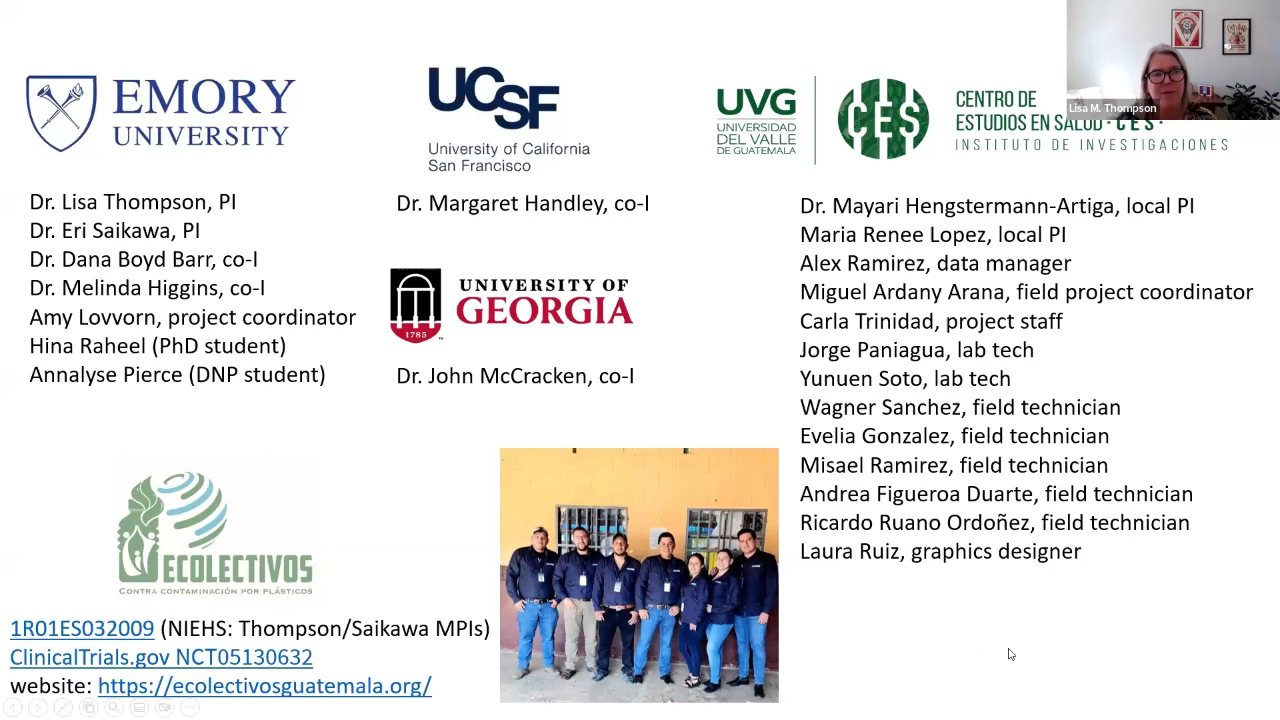 EMORY
UNIVERSITY
Dr. Lisa Thompson, PI
Dr. Eri Saikawa, PI
Dr. Dana Boyd Barr, co-I
Dr. Melinda Higgins, co-I
Amy Lovvorn, project coordinator
Hina Raheel (PhD student)
Annalyse Pierce (DNP student)
UCSF
University of California
San Francisco
Dr. Margaret Handley, co-I
UNIVERSITY OF
GEORGIA
1785
Dr. John McCracken, co-I
UVG
UNIVERSIDAD
DEL VALLE
DE GUATEMALA
CES
CENTRO DE
ESTUDIOS EN SALUD · CES ·
INSTITUTO DE INVESTIGACIONES
Lisa M. Thompson
Dr. Mayari Hengstermann-Artiga, local PI
Maria Renee Lopez, local PI
Alex Ramirez, data manager
Miguel Ardany Arana, field project coordinator
Carla Trinidad, project staff
Jorge Paniagua, lab tech
Yunuen Soto, lab tech
Wagner Sanchez, field technician
Evelia Gonzalez, field technician
Misael Ramirez, field technician
Andrea Figueroa Duarte, field technician
Ricardo Ruano Ordoñez, field technician
Laura Ruiz, graphics designer
ECOLECTIVOS
CONTRA CONTAMINACIÓN POR PLÁSTICOS
1R01ES032009 (NIEHS: Thompson/Saikawa MPIs)
ClinicalTrials.gov NCT05130632
website: https://ecolectivosguatemala.org/